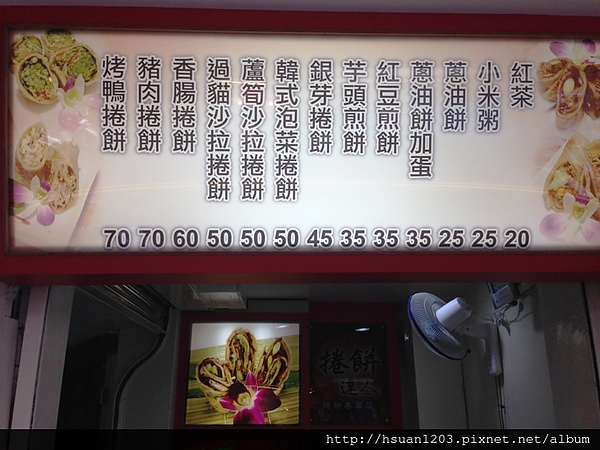 紅茶 20
小米粥 25
蔥油餅 25
蔥油餅加蛋 35
紅豆煎餅 35
芋頭煎餅 35
銀芽捲餅 45
韓式泡菜捲餅 50
蘆筍沙拉捲餅 50
過貓沙拉捲餅 50
香腸捲餅 60
豬肉捲餅 70
烤鴨捲餅 70
捲餅
達人
http://hsuan1203.pixnet.net/album